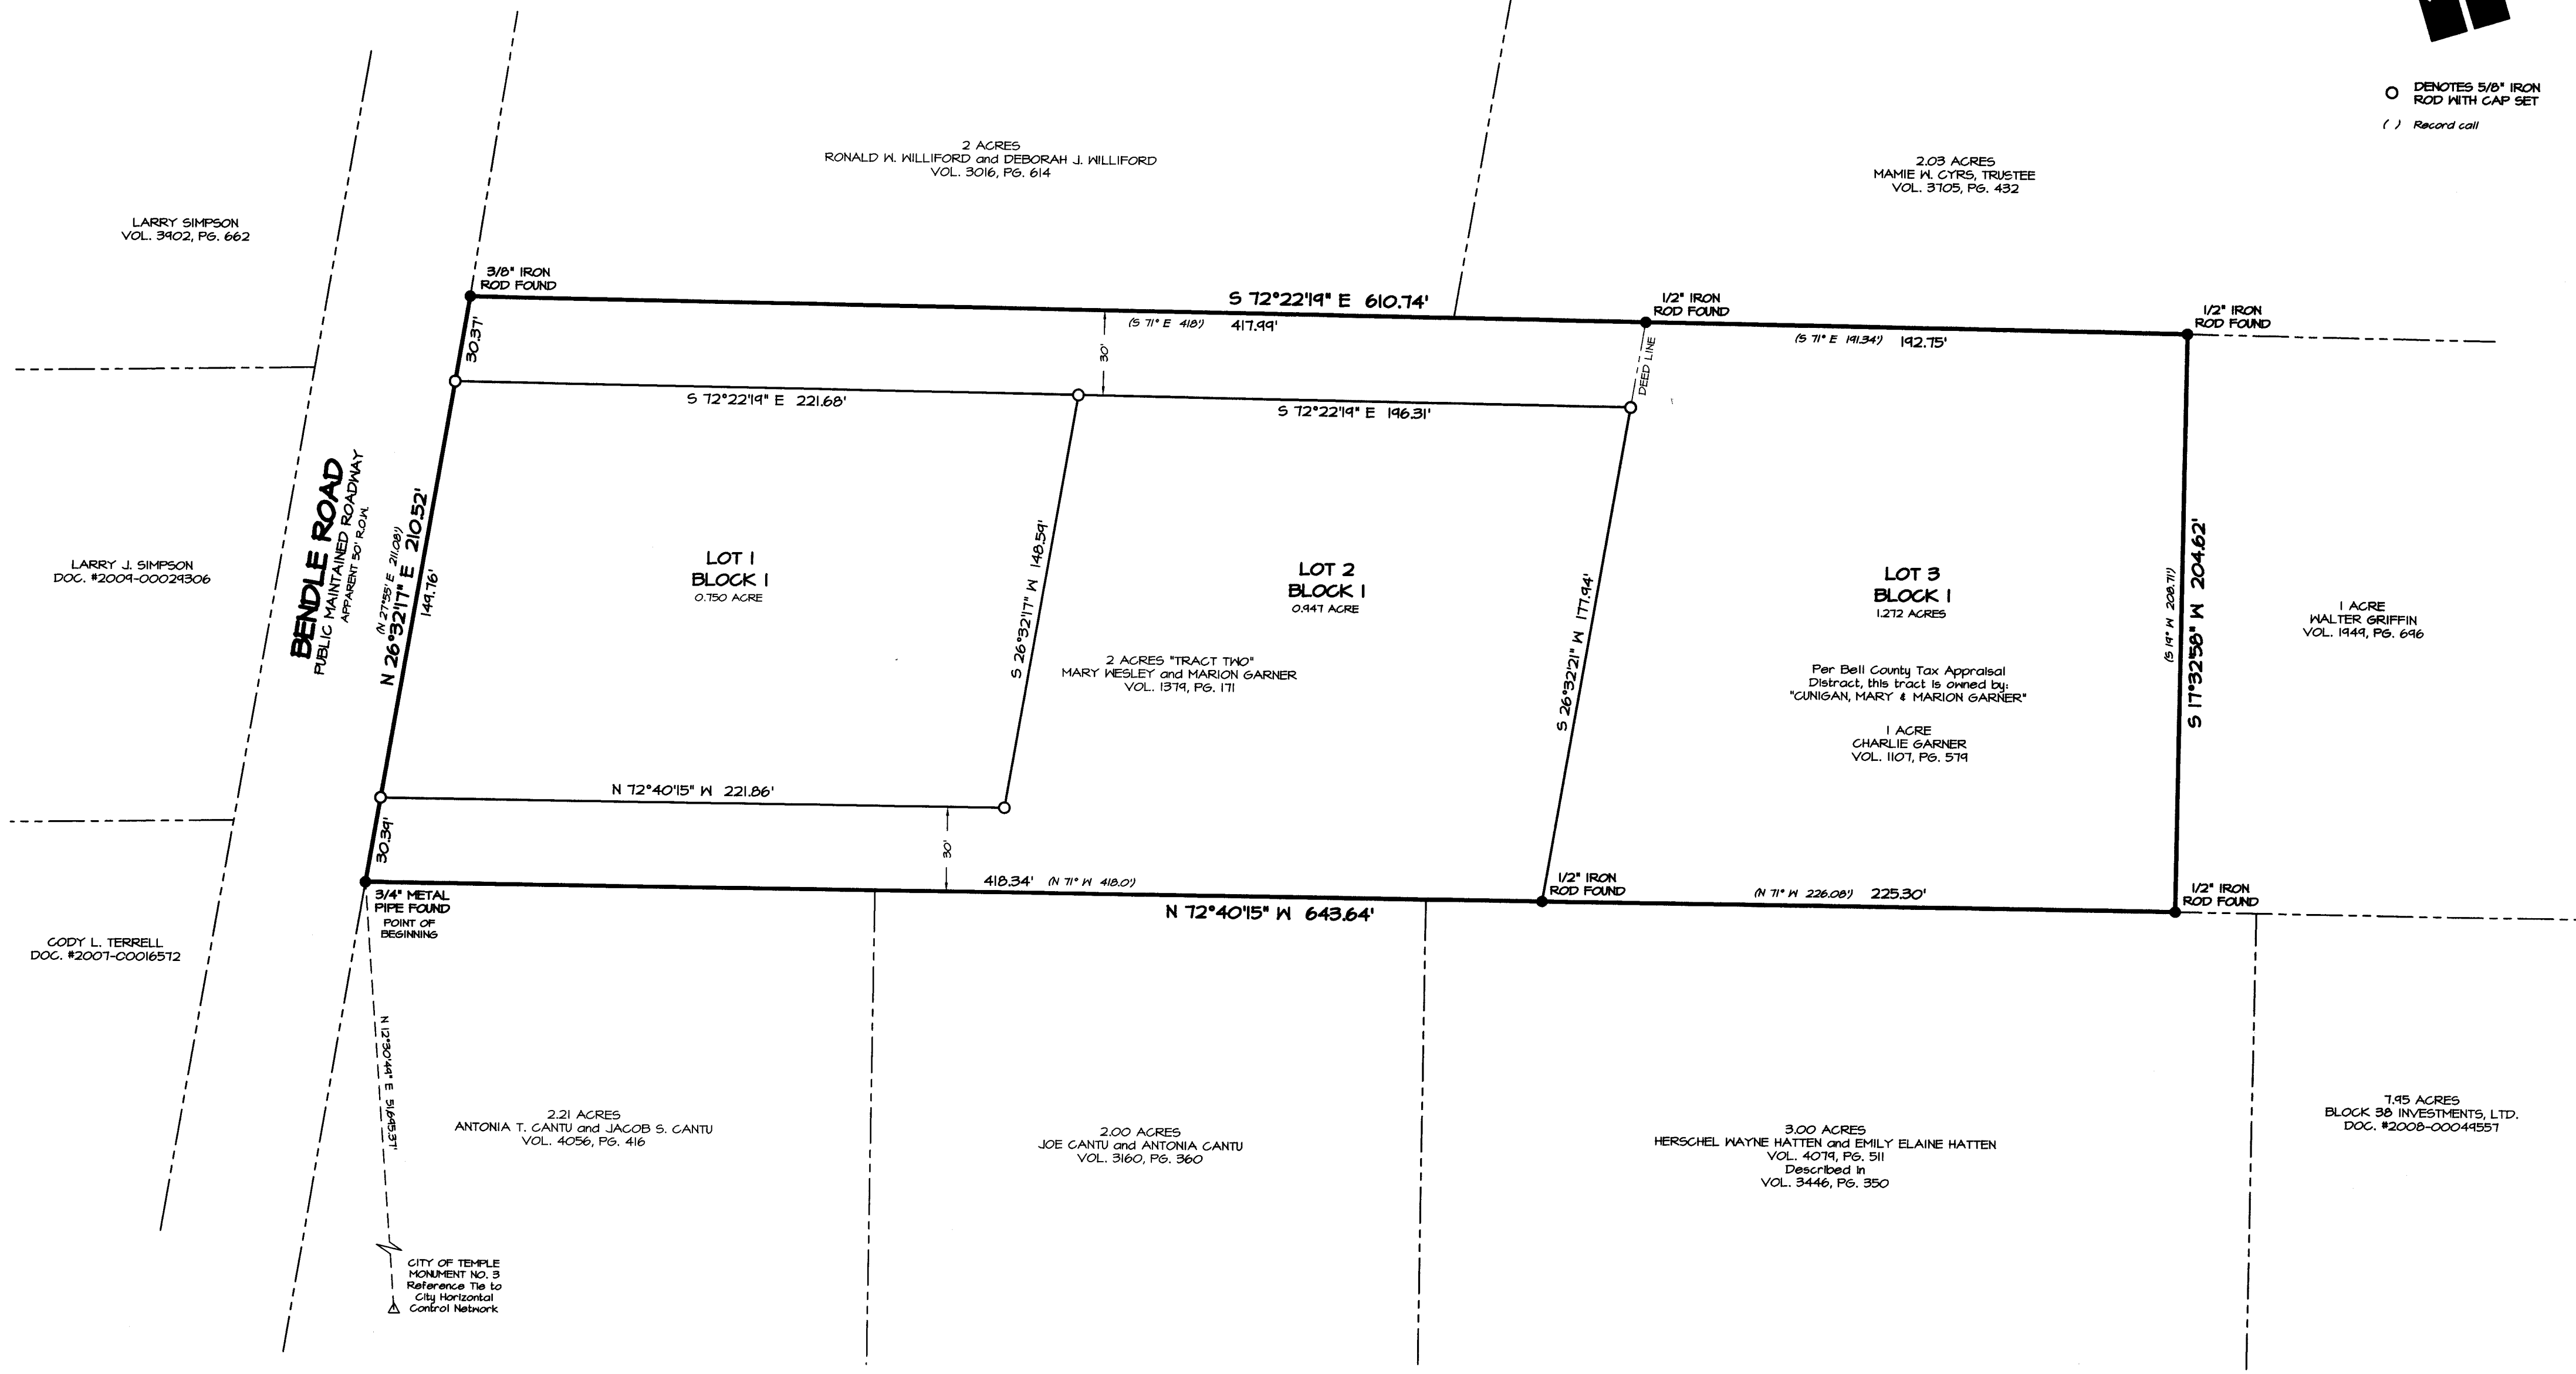 DENOTES 5/8" IRON
ROD WITH CAP SET
( ) Record call
2 ACRES
RONALD W. WILLIFORD and DEBORAH J. WILLIFORD
VOL. 3016, PG. 614
2.03 ACRES
MAMIE W. CYRS, TRUSTEE
VOL. 3705, PG. 432
LARRY SIMPSON
VOL. 3902, PG. 662
3/8" IRON
ROD FOUND
S 72°22'19" E 610.74'
(S 71° E 418') 417.99'
1/2" IRON
ROD FOUND
(S 71° E 191.34') 192.75'
1/2" IRON
ROD FOUND
30.37'
30'
DEED LINE
S 72°22'19" E 221.68'
S 72°22'19" E 196.31'
BENDLE ROAD
PUBLIC MAINTAINED ROADWAY
APPARENT 50' R.O.W.
(N 27°55' E 211.08')
N 26°32'17" E 210.52'
149.76'
LARRY J. SIMPSON
DOC. #2009-00029306
LOT 1
BLOCK 1
0.750 ACRE
S 26°32'17" W 148.59'
LOT 2
BLOCK 1
0.947 ACRE
2 ACRES "TRACT TWO"
MARY WESLEY and MARION GARNER
VOL. 1379, PG. 171
S 26°32'21" W 177.94'
LOT 3
BLOCK 1
1.272 ACRES
Per Bell County Tax Appraisal
Distract, this tract is owned by:
"CUNIGAN, MARY & MARION GARNER"
1 ACRE
CHARLIE GARNER
VOL. 1107, PG. 579
(S 19° W 208.71')
S 17°32'58" W 204.62'
1 ACRE
WALTER GRIFFIN
VOL. 1949, PG. 696
N 72°40'15" W 221.86'
30.39'
30'
3/4" METAL
PIPE FOUND
POINT OF
BEGINNING
418.34' (N 71° W 418.0')
N 72°40'15" W 643.64'
1/2" IRON
ROD FOUND
(N 71° W 226.08') 225.30'
1/2" IRON
ROD FOUND
CODY L. TERRELL
DOC. #2007-00016572
N 12°30'49" E 51,695.37'
2.21 ACRES
ANTONIA T. CANTU and JACOB S. CANTU
VOL. 4056, PG. 416
2.00 ACRES
JOE CANTU and ANTONIA CANTU
VOL. 3160, PG. 360
3.00 ACRES
HERSCHEL WAYNE HATTEN and EMILY ELAINE HATTEN
VOL. 4079, PG. 511
Described in
VOL. 3446, PG. 350
7.95 ACRES
BLOCK 38 INVESTMENTS, LTD.
DOC. #2008-00049557
CITY OF TEMPLE
MONUMENT NO. 3
Reference Tie to
City Horizontal
Control Network